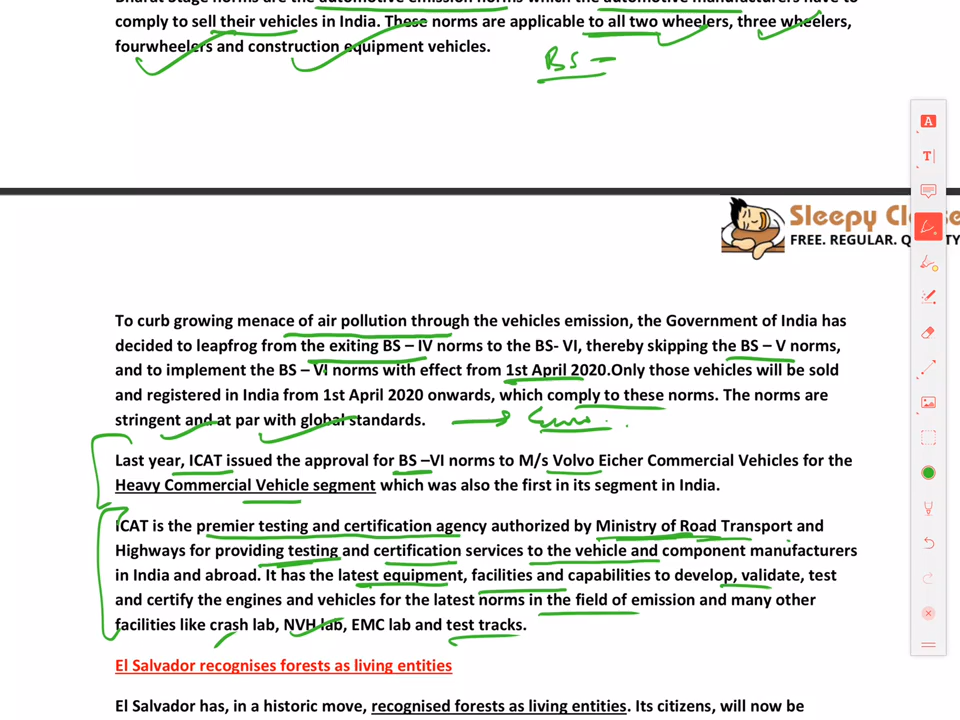 Bharat Stage norms are the automotive emission norms which the automotive manufacturers have to
comply to sell their vehicles in India. These norms are applicable to all two wheelers, three wheelers,
fourwheelers and construction equipment vehicles.
BS -
Sleepy Cl
FREE. REGULAR. Q TY
To curb growing menace of air pollution through the vehicles emission, the Government of India has
decided to leapfrog from the exiting BS – IV norms to the BS- VI, thereby skipping the BS – V norms,
and to implement the BS – VI norms with effect from 1st April 2020.Only those vehicles will be sold
and registered in India from 1st April 2020 onwards, which comply to these norms. The norms are
stringent and at par with global standards. → Euro.
Last year, ICAT issued the approval for BS –VI norms to M/s Volvo Eicher Commercial Vehicles for the
Heavy Commercial Vehicle segment which was also the first in its segment in India.
ICAT is the premier testing and certification agency authorized by Ministry of Road Transport and
Highways for providing testing and certification services to the vehicle and component manufacturers
in India and abroad. It has the latest equipment, facilities and capabilities to develop, validate, test
and certify the engines and vehicles for the latest norms in the field of emission and many other
facilities like crash lab, NVH lab, EMC lab and test tracks.
El Salvador recognises forests as living entities
El Salvador has, in a historic move, recognised forests as living entities. Its citizens, will now be